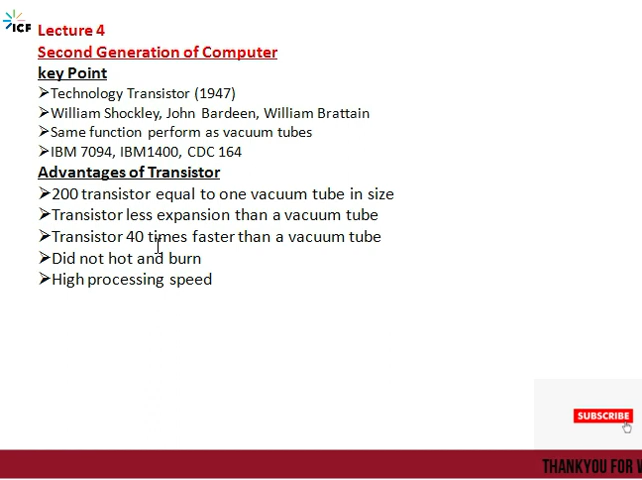 ICF
Lecture 4
Second Generation of Computer
key Point
➢Technology Transistor (1947)
➢William Shockley, John Bardeen, William Brattain
➢Same function perform as vacuum tubes
➢IBM 7094, IBM1400, CDC 164
Advantages of Transistor
➢200 transistor equal to one vacuum tube in size
➢Transistor less expansion than a vacuum tube
➢Transistor 40 times faster than a vacuum tube
➢Did not hot and burn
➢High processing speed
SUBSCRIBE
THANKYOU FOR